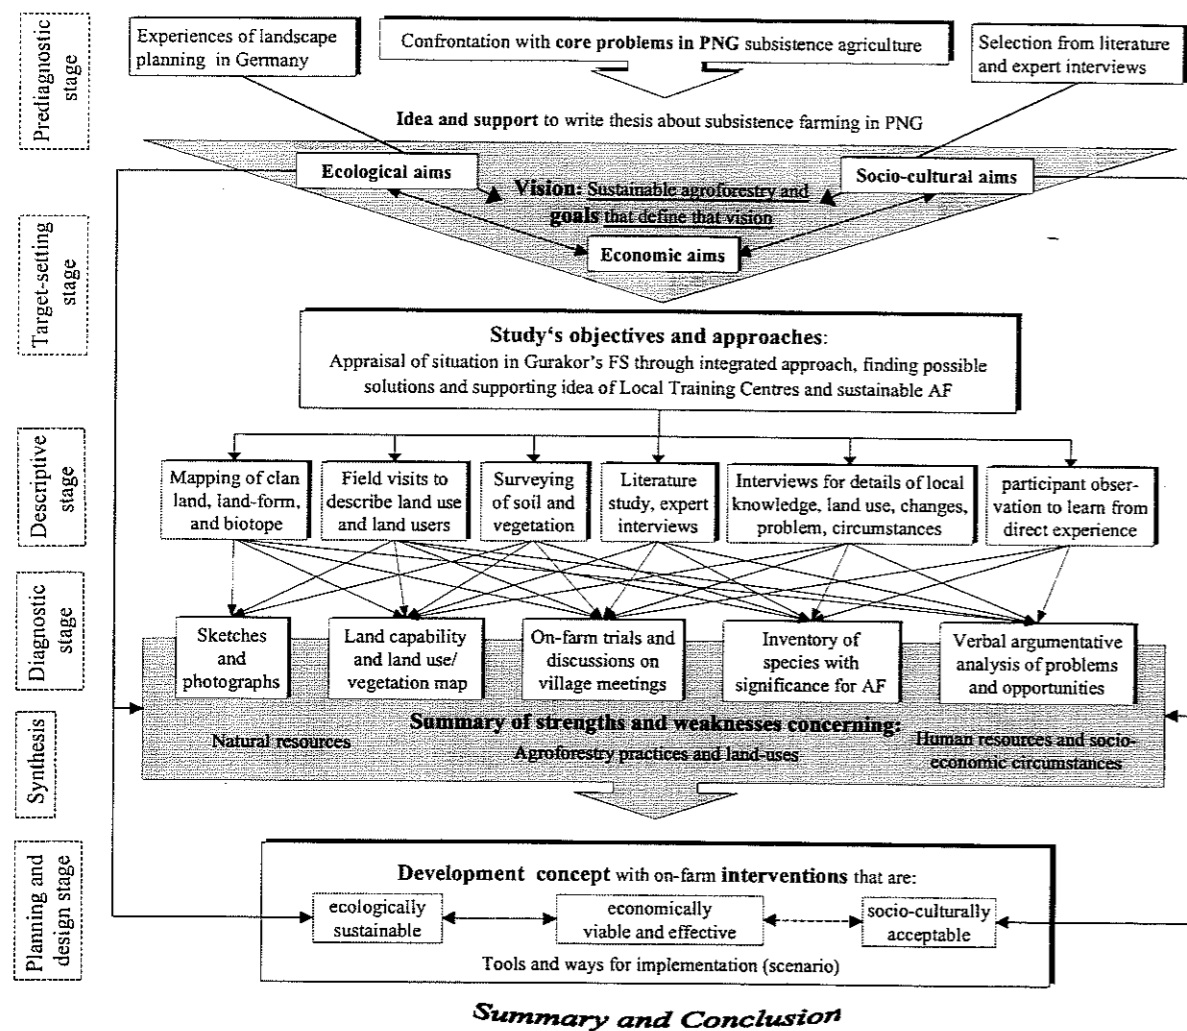 Prediagnostic
stage
Experiences of landscape
planning in Germany
Confrontation with core problems in PNG subsistence agriculture
Selection from literature
and expert interviews
Idea and support to write thesis about subsistence farming in PNG
Target-setting
stage
Ecological aims
Socio-cultural aims
Vision: Sustainable agroforestry and
goals that define that vision
Economic aims
Study's objectives and approaches:
Appraisal of situation in Gurakor's FS through integrated approach, finding possible
solutions and supporting idea of Local Training Centres and sustainable AF
Descriptive
stage
Mapping of clan
land, land-form,
and biotope
Field visits to
describe land use
and land users
Surveying
of soil and
vegetation
Literature
study, expert
interviews
Interviews for details of local
knowledge, land use, changes,
problem, circumstances
participant obser-
vation to learn from
direct experience
Diagnostic
stage
Sketches
and
photographs
Land capability
and land use/
vegetation map
On-farm trials and
discussions on
village meetings
Inventory of
species with
significance for AF
Verbal argumentative
analysis of problems
and opportunities
Synthesis
Summary of strengths and weaknesses concerning:
Natural resources
Agroforestry practices and land-uses
Human resources and socio-
economic circumstances
Planning and
design stage
Development concept with on-farm interventions that are:
ecologically
sustainable
economically
viable and effective
socio-culturally
acceptable
Tools and ways for implementation (scenario)
Summary and Conclusion